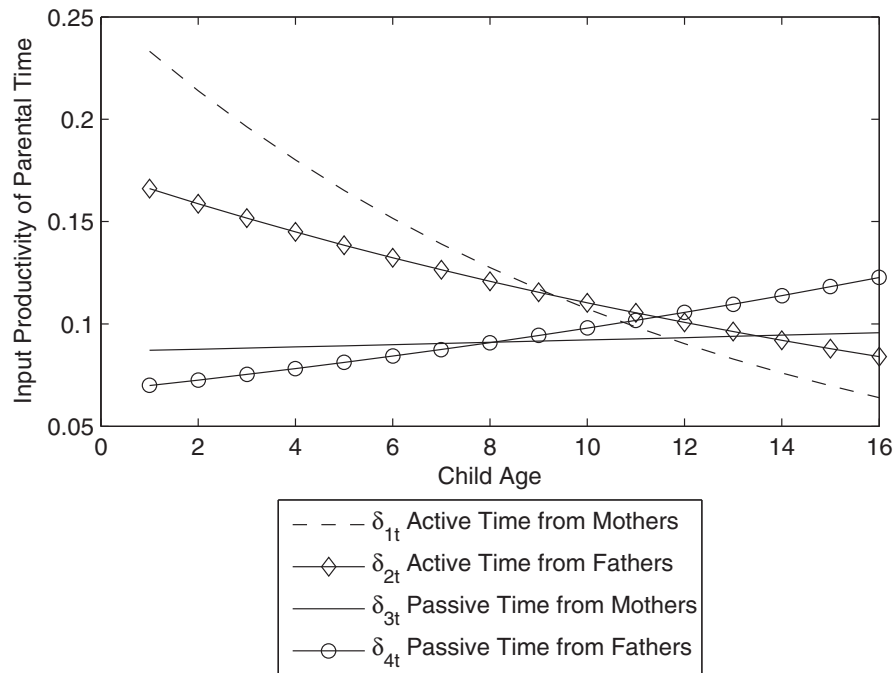 0.25
0.2
0.15
0.1
0.05
0 2 4 6 8 10 12 14 16
Input Productivity of Parental Time
Child Age
δ1t Active Time from Mothers
δ2t Active Time from Fathers
δ3t Passive Time from Mothers
δ4t Passive Time from Fathers